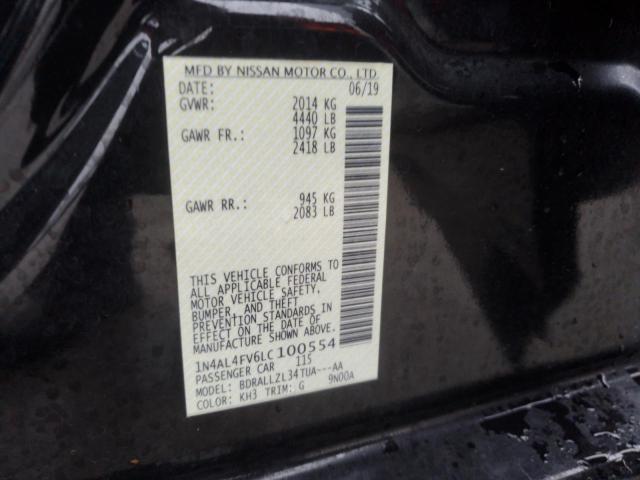 MFD BY NISSAN MOTOR CO., LTD
DATE: 06/19
GVWR: 2014 KG
4440 LB
GAWR FR.: 1097 KG
2418 LB
GAWR RR.: 945 KG
2083 LB
THIS VEHICLE CONFORMS TO
ALL APPLICABLE FEDERAL
MOTOR VEHICLE SAFETY,
BUMPER, AND THEFT
PREVENTION STANDARDS IN
EFFECT ON THE DATE OF
MANUFACTURE SHOWN ABOVE.
1N4AL4FV6LC100554
PASSENGER CAR 115
MODEL: BDRALLZL34TUA---AA
COLOR: KH3 TRIM: G 9N00A